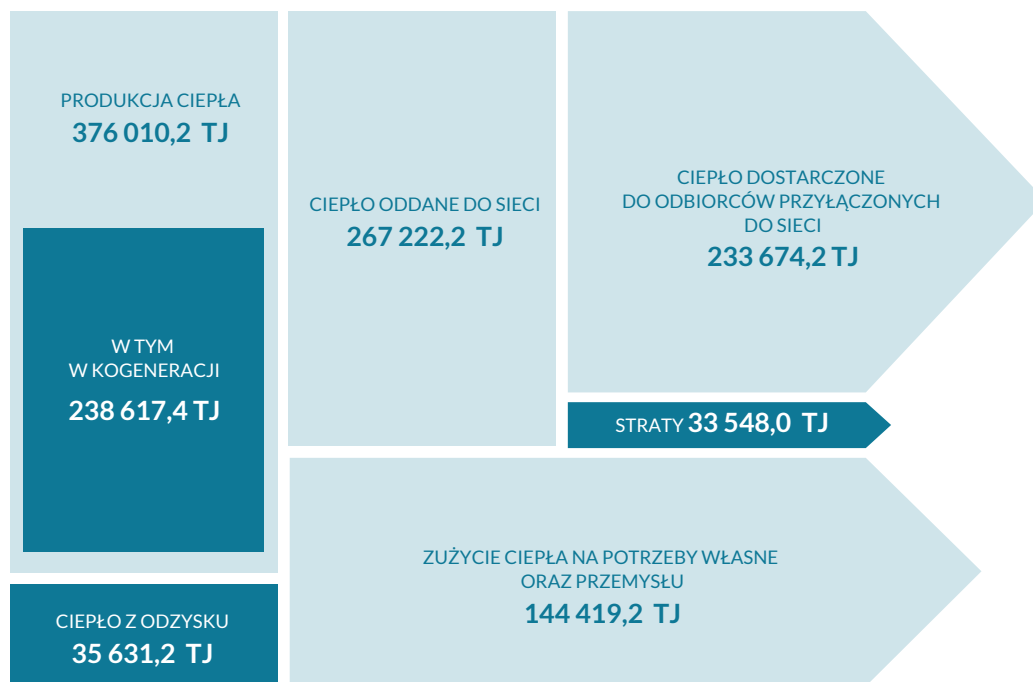 PRODUKCJA CIEPŁA
376 010,2 TJ
W TYM
W KOGENERACJI
238 617,4 TJ
CIEPŁO Z ODZYSKU
35 631,2 TJ
CIEPŁO ODDANE DO SIECI
267 222,2 TJ
CIEPŁO DOSTARCZONE
DO ODBIORCÓW PRZYŁĄCZONYCH
DO SIECI
233 674,2 TJ
STRATY 33 548,0 TJ
ZUŻYCIE CIEPŁA NA POTRZEBY WŁASNE
ORAZ PRZEMYSŁU
144 419,2 TJ